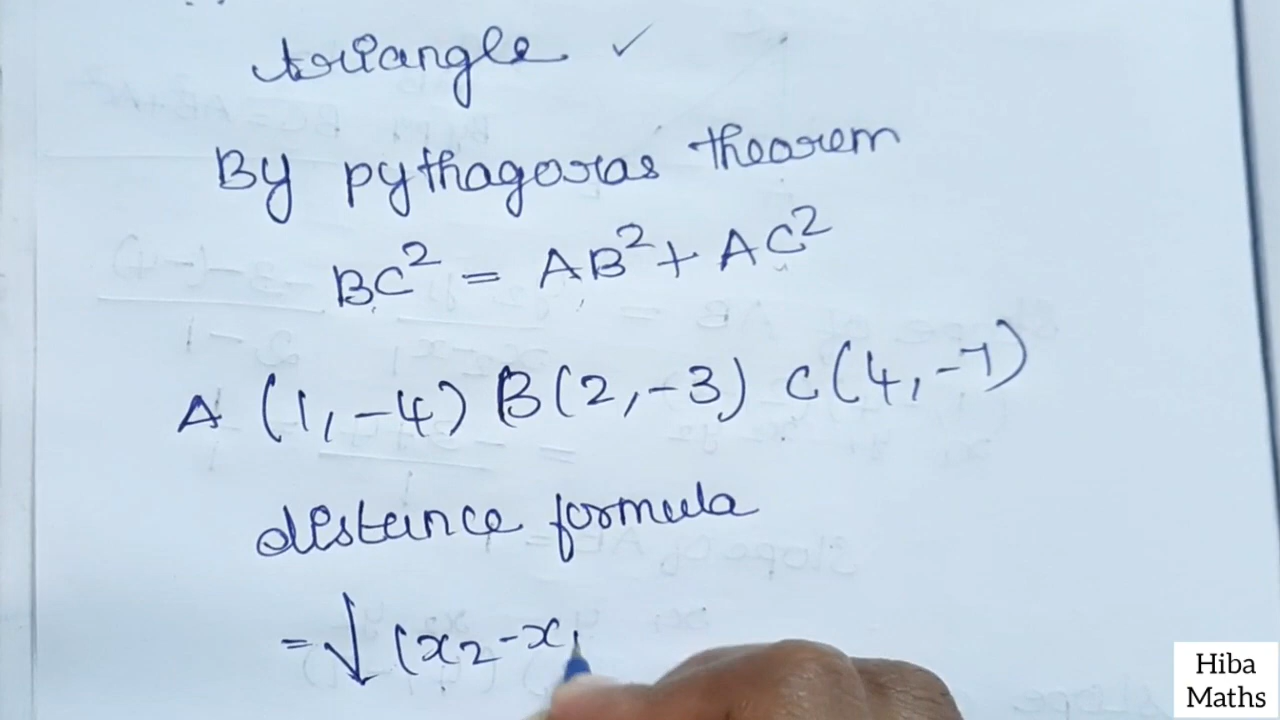 triangle ✓
By pythagoras theorem
BC² = AB² + AC²
A (1, -4) B(2, -3) C(4, -7)
distance formula
= √(x₂ - x₁
Hiba
Maths